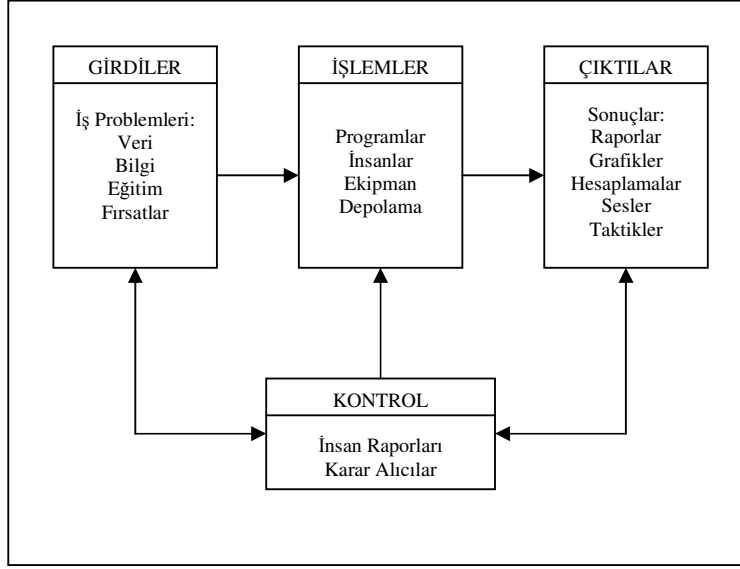 GİRDİLER
İş Problemleri:
Veri
Bilgi
Eğitim
Fırsatlar
İŞLEMLER
Programlar
İnsanlar
Ekipman
Depolama
ÇIKTILAR
Sonuçlar:
Raporlar
Grafikler
Hesaplamalar
Sesler
Taktikler
KONTROL
İnsan Raporları
Karar Alıcılar